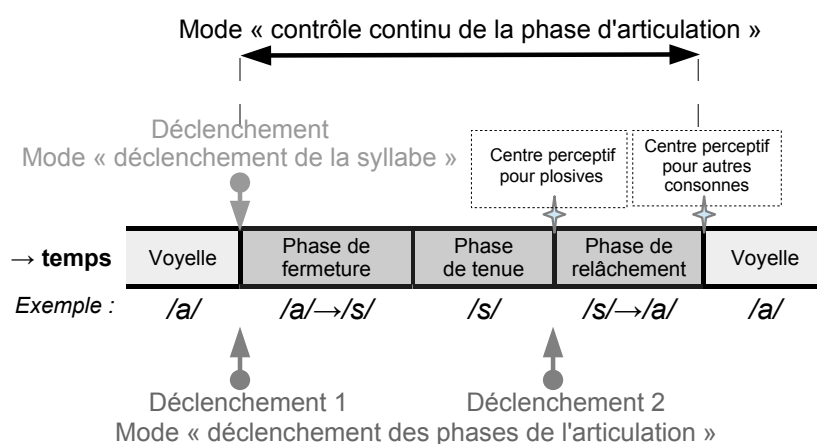 Mode « contrôle continu de la phase d'articulation »
Déclenchement
Mode « déclenchement de la syllabe »
Centre perceptif
pour plosives
Centre perceptif
pour autres
consonnes
→ temps
Voyelle
Phase de
fermeture
Phase
de tenue
Phase de
relâchement
Voyelle
Exemple :
/a/
/a/→/s/
/s/
/s/→/a/
/a/
Déclenchement 1
Déclenchement 2
Mode « déclenchement des phases de l'articulation »